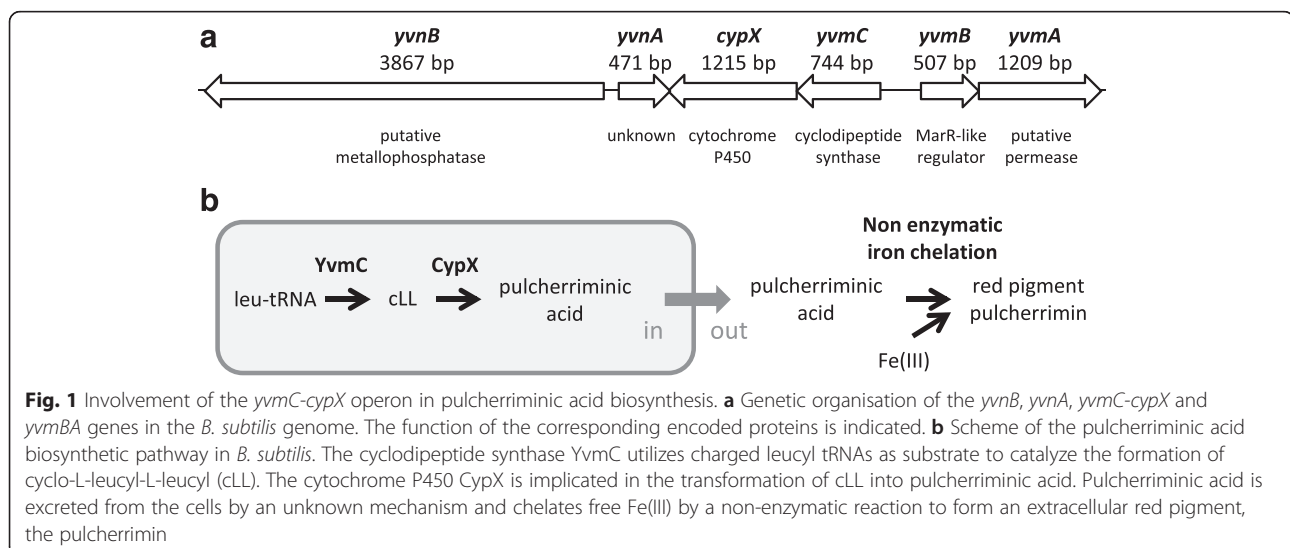 a
yvnB yvnA cypX yvmC yvmB yvmA
3867 bp 471 bp 1215 bp 744 bp 507 bp 1209 bp
putative unknown cytochrome cyclodipeptide MarR-like putative
metallophosphatase P450 synthase regulator permease
b
Non enzymatic
iron chelation
YvmC CypX
leu-tRNA cLL pulcherriminic acid
in out
pulcherriminic acid
red pigment
pulcherrimin
Fe(III)
Fig. 1 Involvement of the yvmC-cypX operon in pulcherriminic acid biosynthesis. a Genetic organisation of the yvnB, yvnA, yvmC-cypX and
yvmBA genes in the B. subtilis genome. The function of the corresponding encoded proteins is indicated. b Scheme of the pulcherriminic acid
biosynthetic pathway in B. subtilis. The cyclodipeptide synthase YvmC utilizes charged leucyl tRNAs as substrate to catalyze the formation of
cyclo-L-leucyl-L-leucyl (cLL). The cytochrome P450 CypX is implicated in the transformation of cLL into pulcherriminic acid. Pulcherriminic acid is
excreted from the cells by an unknown mechanism and chelates free Fe(III) by a non-enzymatic reaction to form an extracellular red pigment,
the pulcherrimin